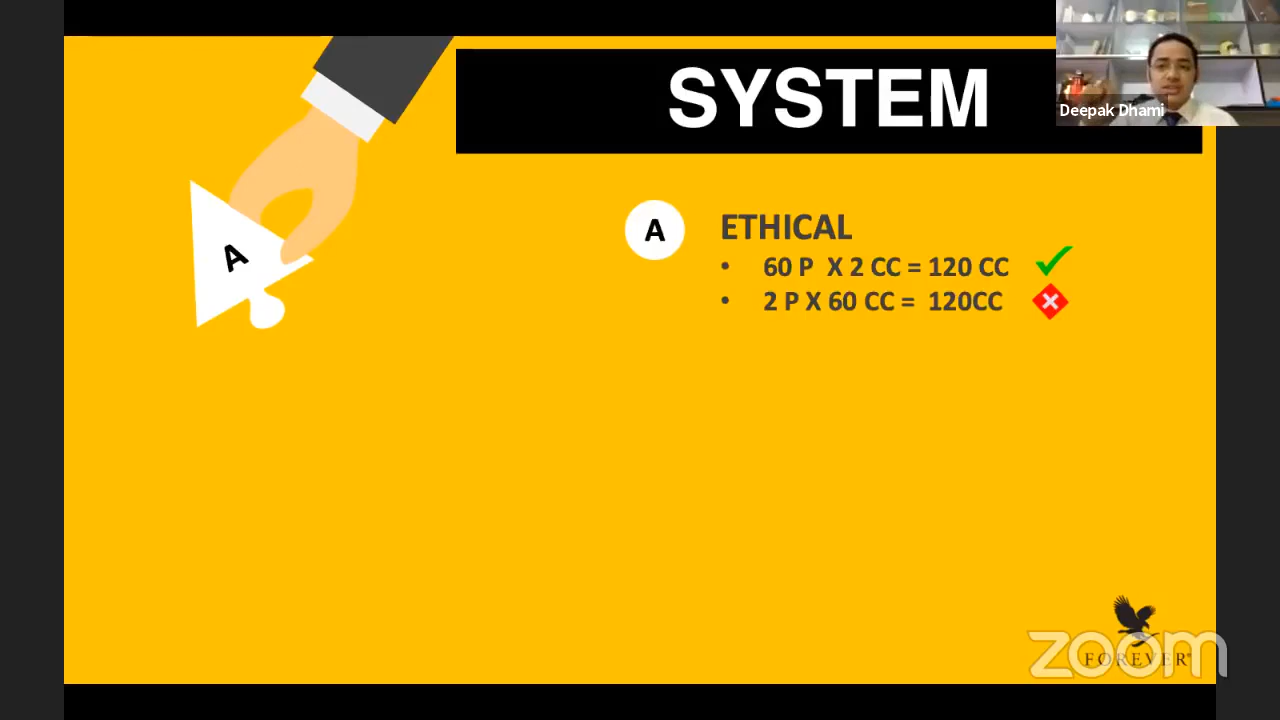 SYSTEM
Deepak Dhami
A
A
ETHICAL
• 60 P X 2 CC = 120 CC
• 2 P X 60 CC = 120CC
zoom
FOREVER